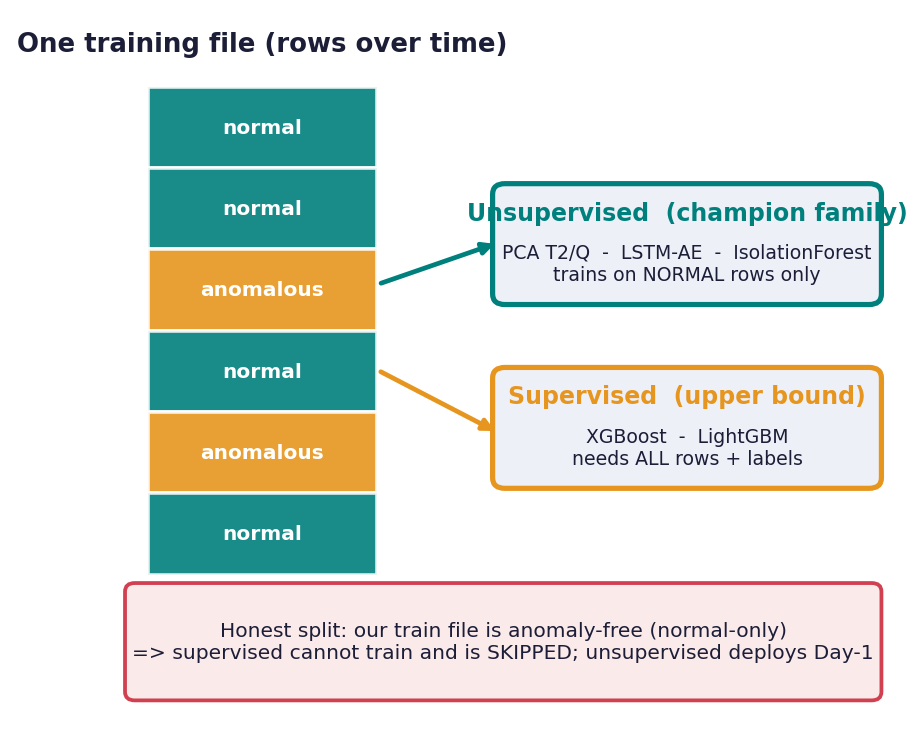 One training file (rows over time)
normal
normal
anomalous
normal
anomalous
normal
Unsupervised  (champion family)
PCA T2/Q  -  LSTM-AE  -  IsolationForest
trains on NORMAL rows only
Supervised  (upper bound)
XGBoost  -  LightGBM
needs ALL rows + labels
Honest split: our train file is anomaly-free (normal-only)
=> supervised cannot train and is SKIPPED; unsupervised deploys Day-1